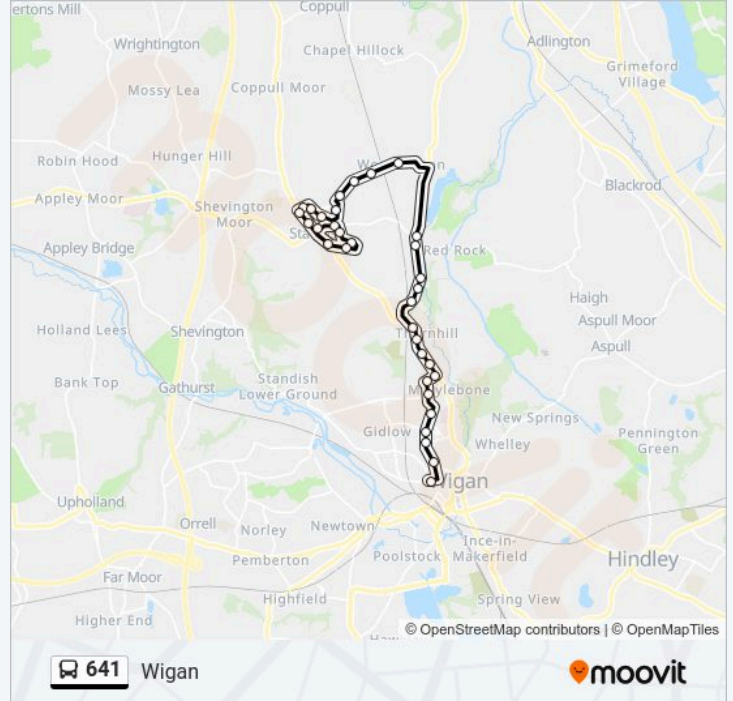 Coppull
ertons Mill
Wrightington
Chapel Hillock
Adlington
Grimeford
Village
Mossy Lea
Coppull Moor
Robin Hood
Hunger Hill
Blackrod
Appley Moor
Shevington
Moor
Appley Bridge
Red Rock
Haigh
Aspull Moor
Aspull
Holland Lees
Shevington
Bank Top
Gathurst
Standish
Lower Ground
New Springs
Pennington
Green
Gidlow
Whelley
Wigan
Upholland
Orrell
Norley
Newtown
Ince-in-
Makerfield
Pemberton
Poolstock
Hindley
Far Moor
Highfield
Spring View
Higher End
© OpenStreetMap contributors | © OpenMapTiles
641 Wigan
moovit